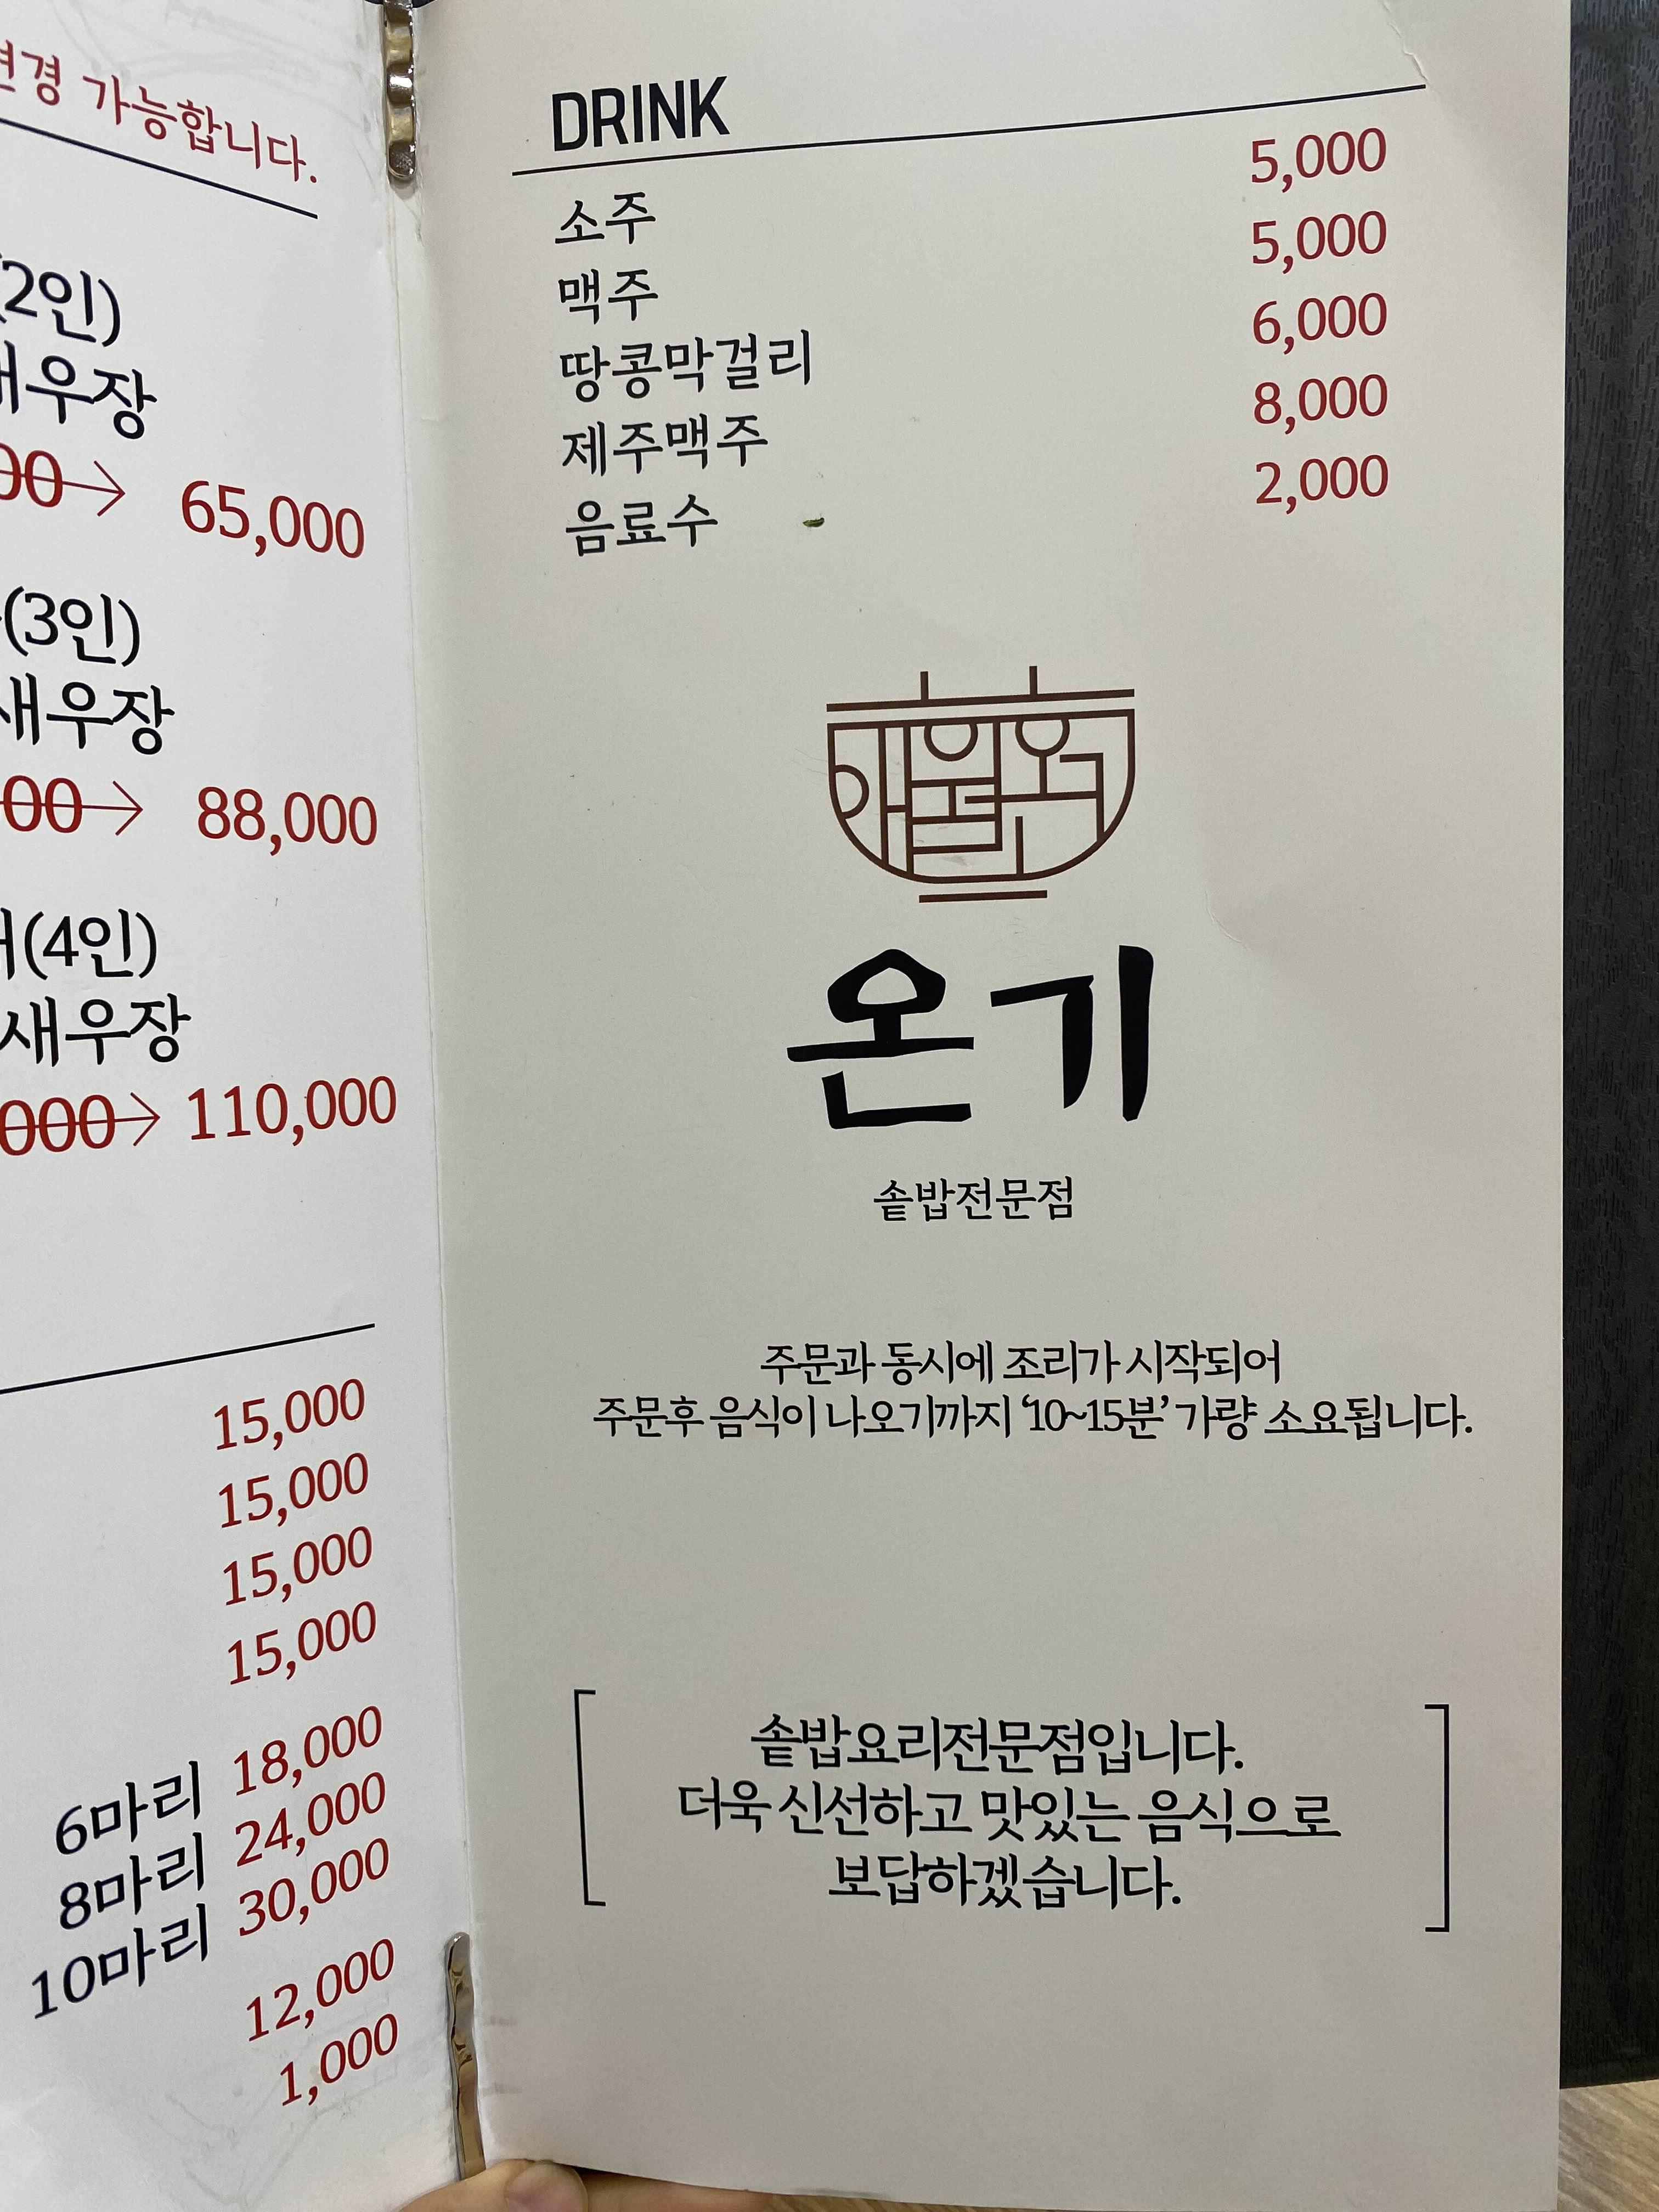 가능합니다.
(2인)
새우장
00→ 65,000
(3인)
새우장
00→ 88,000
(4인)
새우장
000→ 110,000
15,000
15,000
15,000
15,000
6마리 18,000
8마리 24,000
10마리 30,000
12,000
1,000
DRINK
소주 5,000
맥주 5,000
땅콩막걸리 6,000
제주맥주 8,000
음료수 2,000
온기
솥밥전문점
주문과 동시에 조리가 시작되어
주문후 음식이 나오기까지 ‘10~15분’ 가량 소요됩니다.
솥밥요리전문점입니다.
더욱 신선하고 맛있는 음식으로
보답하겠습니다.